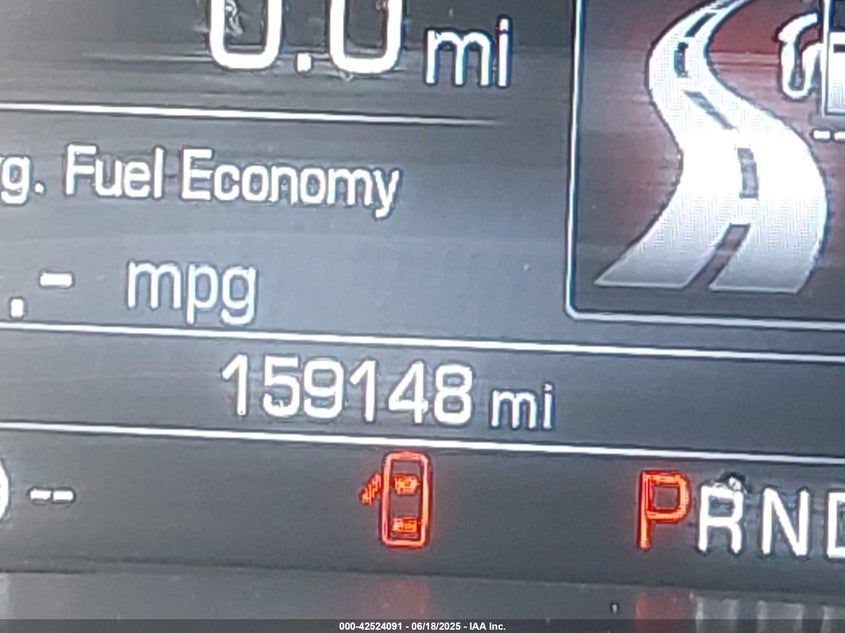 0.0 mi
g. Fuel Economy
.- mpg
159148 mi
--
--
PRND
000-42524091 - 06/18/2025 - IAA Inc.